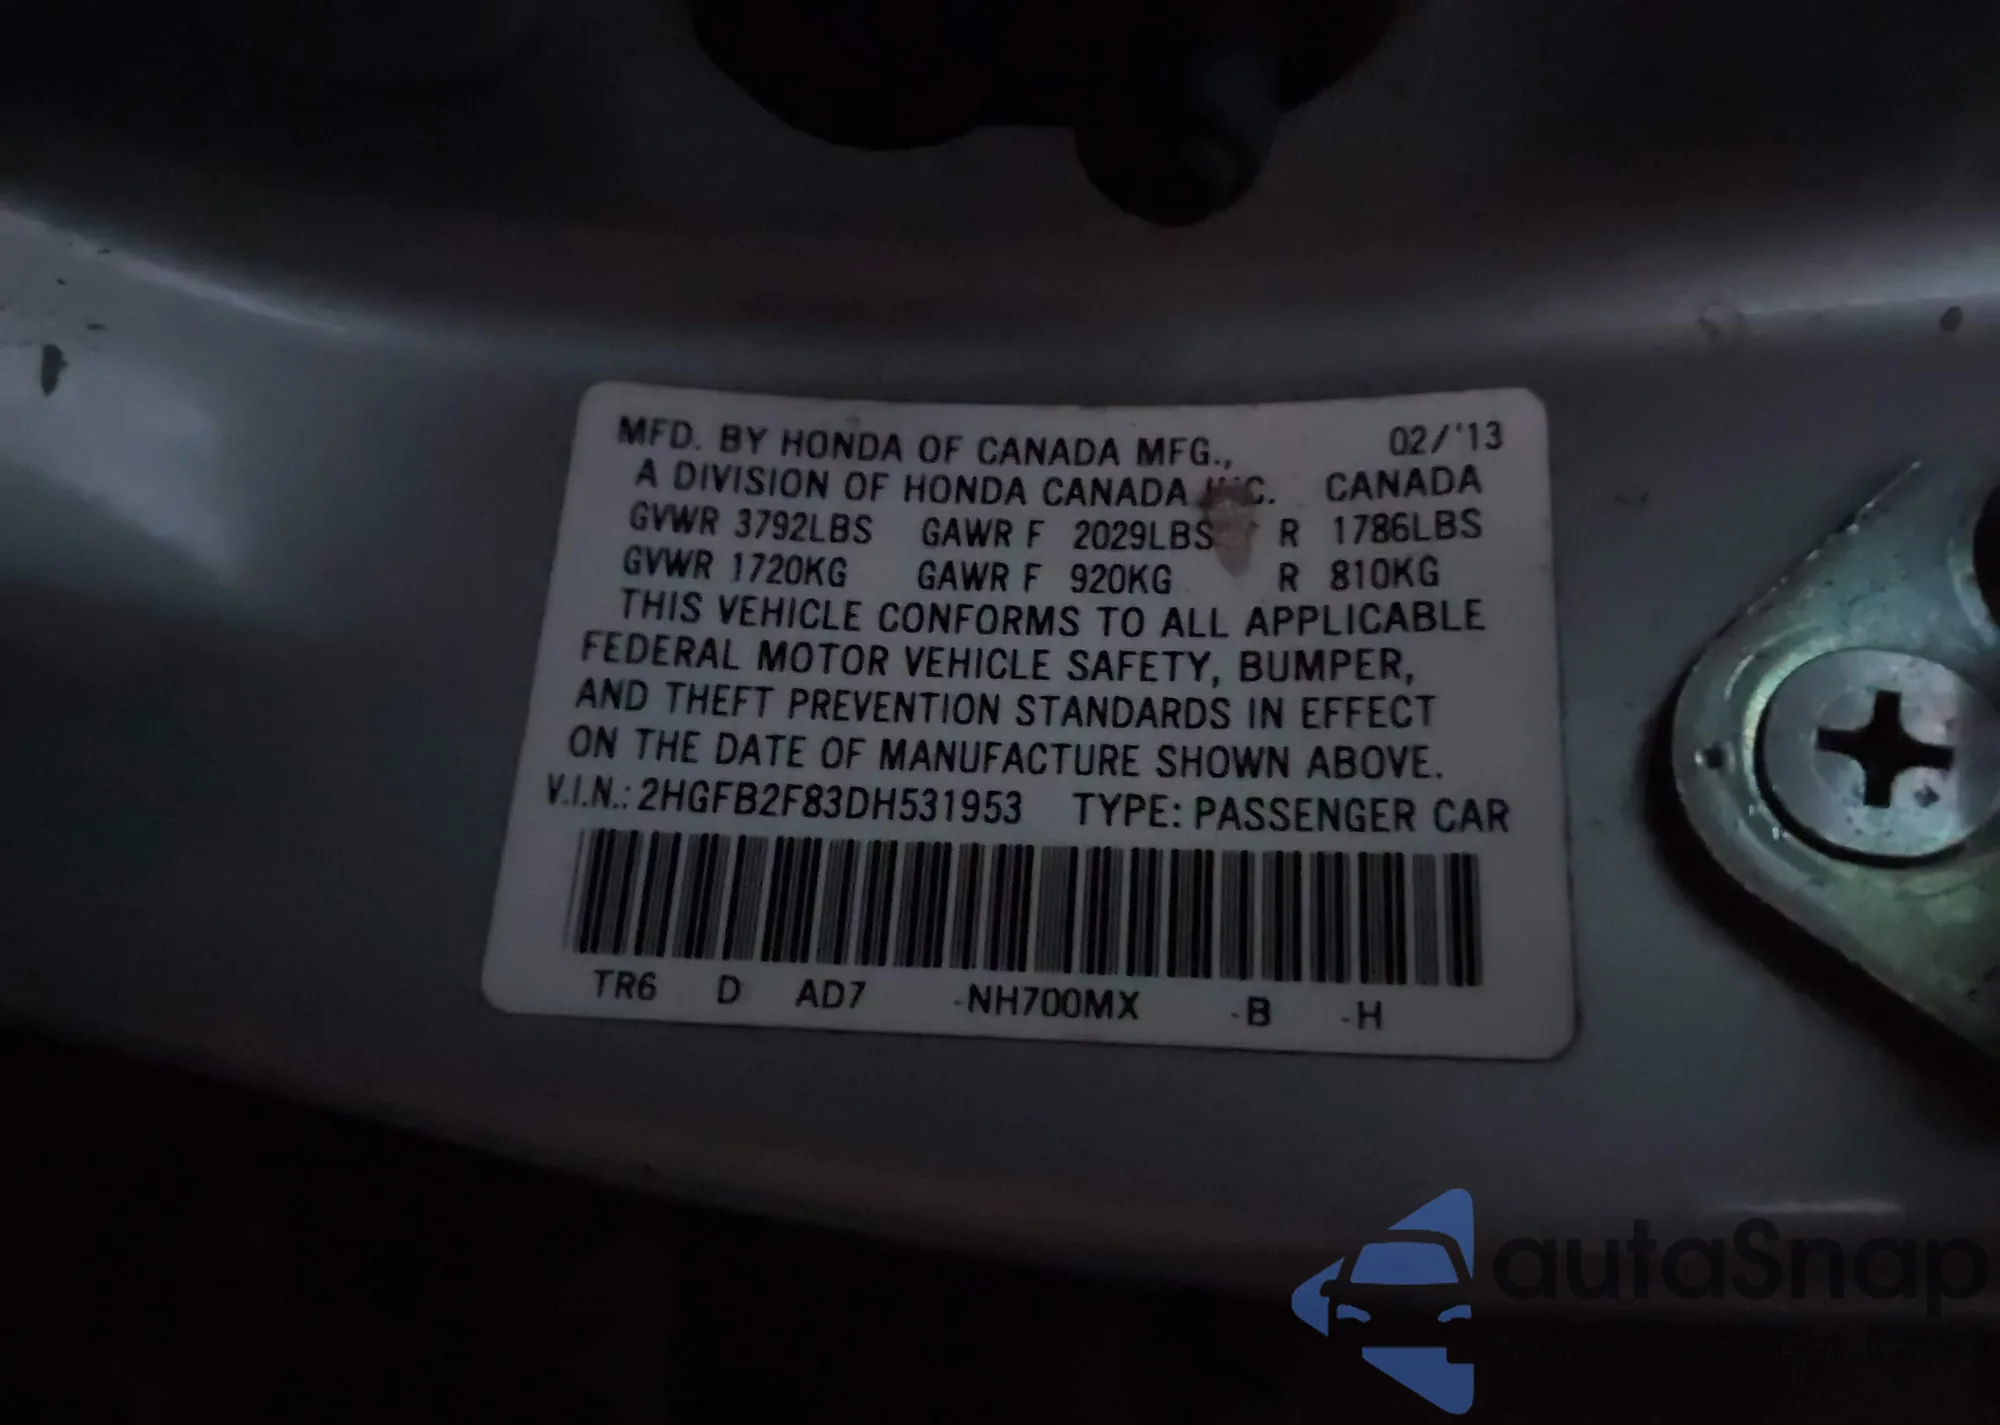 MFD. BY HONDA OF CANADA MFG., 02/'13
A DIVISION OF HONDA CANADA INC. CANADA
GVWR 3792LBS GAWR F 2029LBS R 1786LBS
GVWR 1720KG GAWR F 920KG R 810KG
THIS VEHICLE CONFORMS TO ALL APPLICABLE
FEDERAL MOTOR VEHICLE SAFETY, BUMPER,
AND THEFT PREVENTION STANDARDS IN EFFECT
ON THE DATE OF MANUFACTURE SHOWN ABOVE.
V.I.N.: 2HGFB2F83DH531953 TYPE: PASSENGER CAR
TR6 D AD7 -NH700MX -B -H
autaSnap